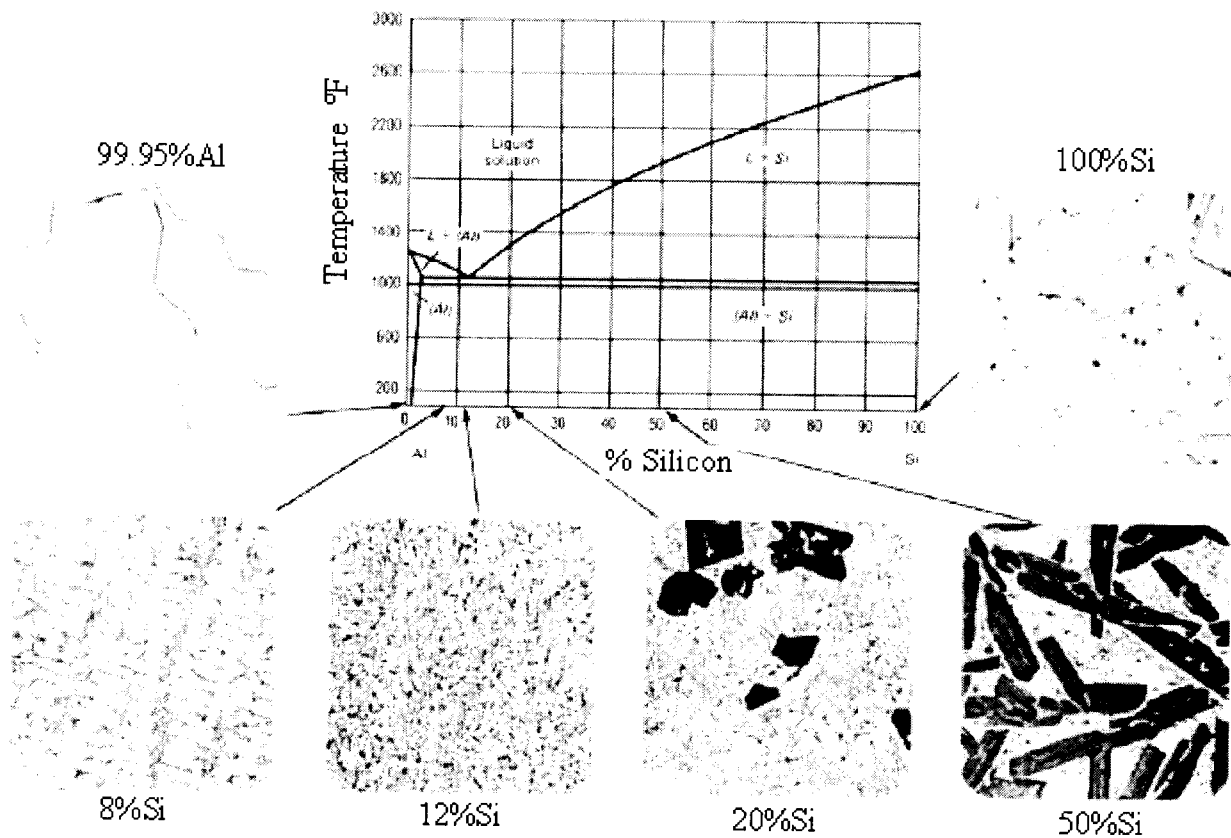 3000
2600
2200
1800
1400
1000
600
200
Temperature °F
Liquid
solution
L + Si
L + (Al)
(Al)
(Al) + Si
0 10 20 30 40 50 60 70 80 90 100
Al
% Silicon
Si
99.95%Al
100%Si
8%Si
12%Si
20%Si
50%Si